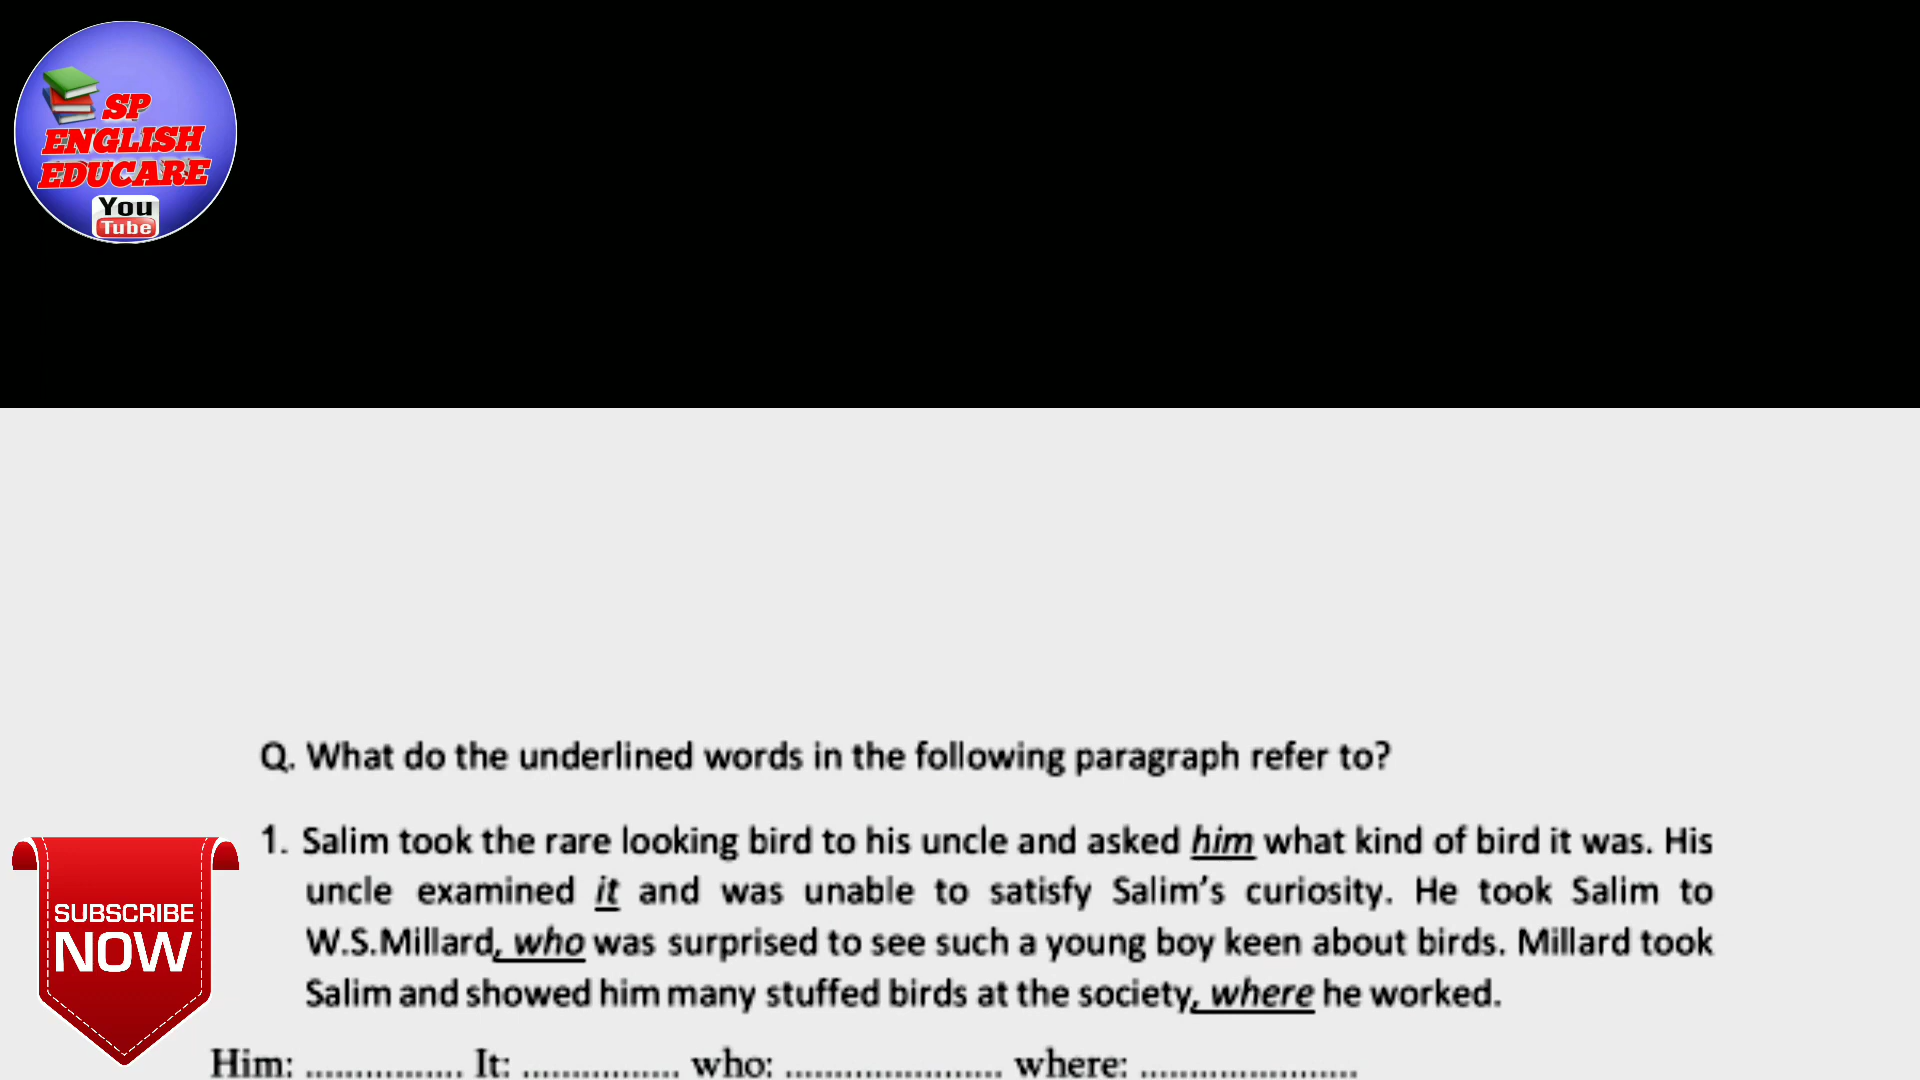 SP
ENGLISH
EDUCARE
You
Tube
Q. What do the underlined words in the following paragraph refer to?
1. Salim took the rare looking bird to his uncle and asked him what kind of bird it was. His
uncle examined it and was unable to satisfy Salim's curiosity. He took Salim to
W.S.Millard, who was surprised to see such a young boy keen about birds. Millard took
Salim and showed him many stuffed birds at the society, where he worked.
Him: ................ It: ................ who: ...................... where: ......................
SUBSCRIBE
NOW